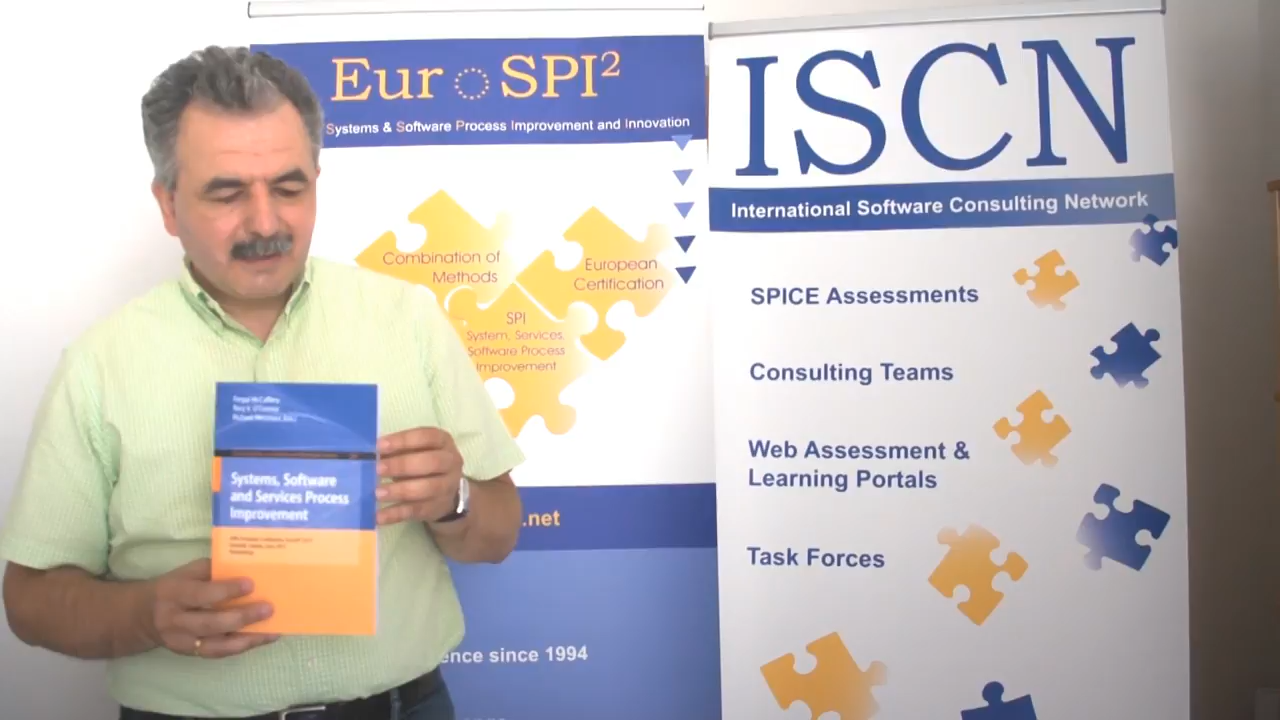 EuroSPI²
Systems & Software Process Improvement and Innovation
Combination of
Methods
European
Certification
SPI
System, Services
Software Process
Improvement
.net
ence since 1994
ISCN
International Software Consulting Network
SPICE Assessments
Consulting Teams
Web Assessment &
Learning Portals
Task Forces
Systems, Software
and Services Process
Improvement